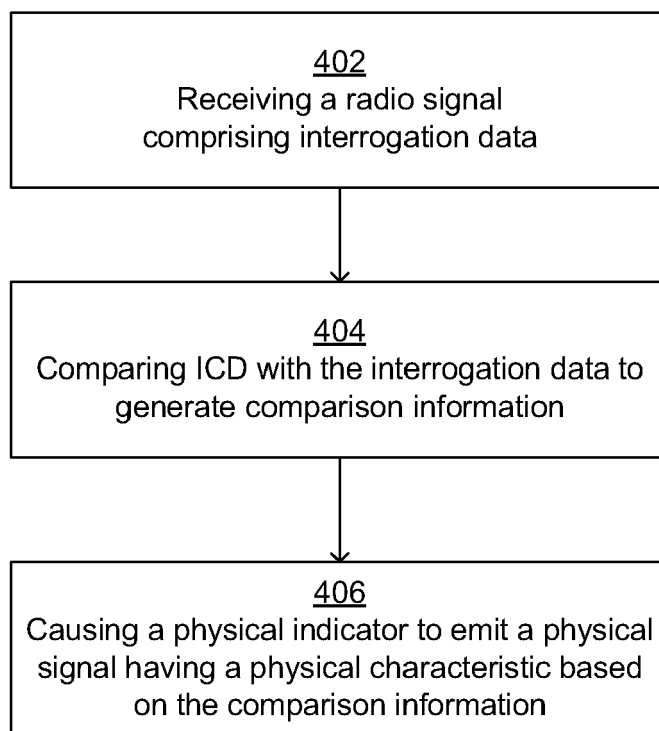 402
Receiving a radio signal
comprising interrogation data
404
Comparing ICD with the interrogation data to
generate comparison information
406
Causing a physical indicator to emit a physical
signal having a physical characteristic based
on the comparison information